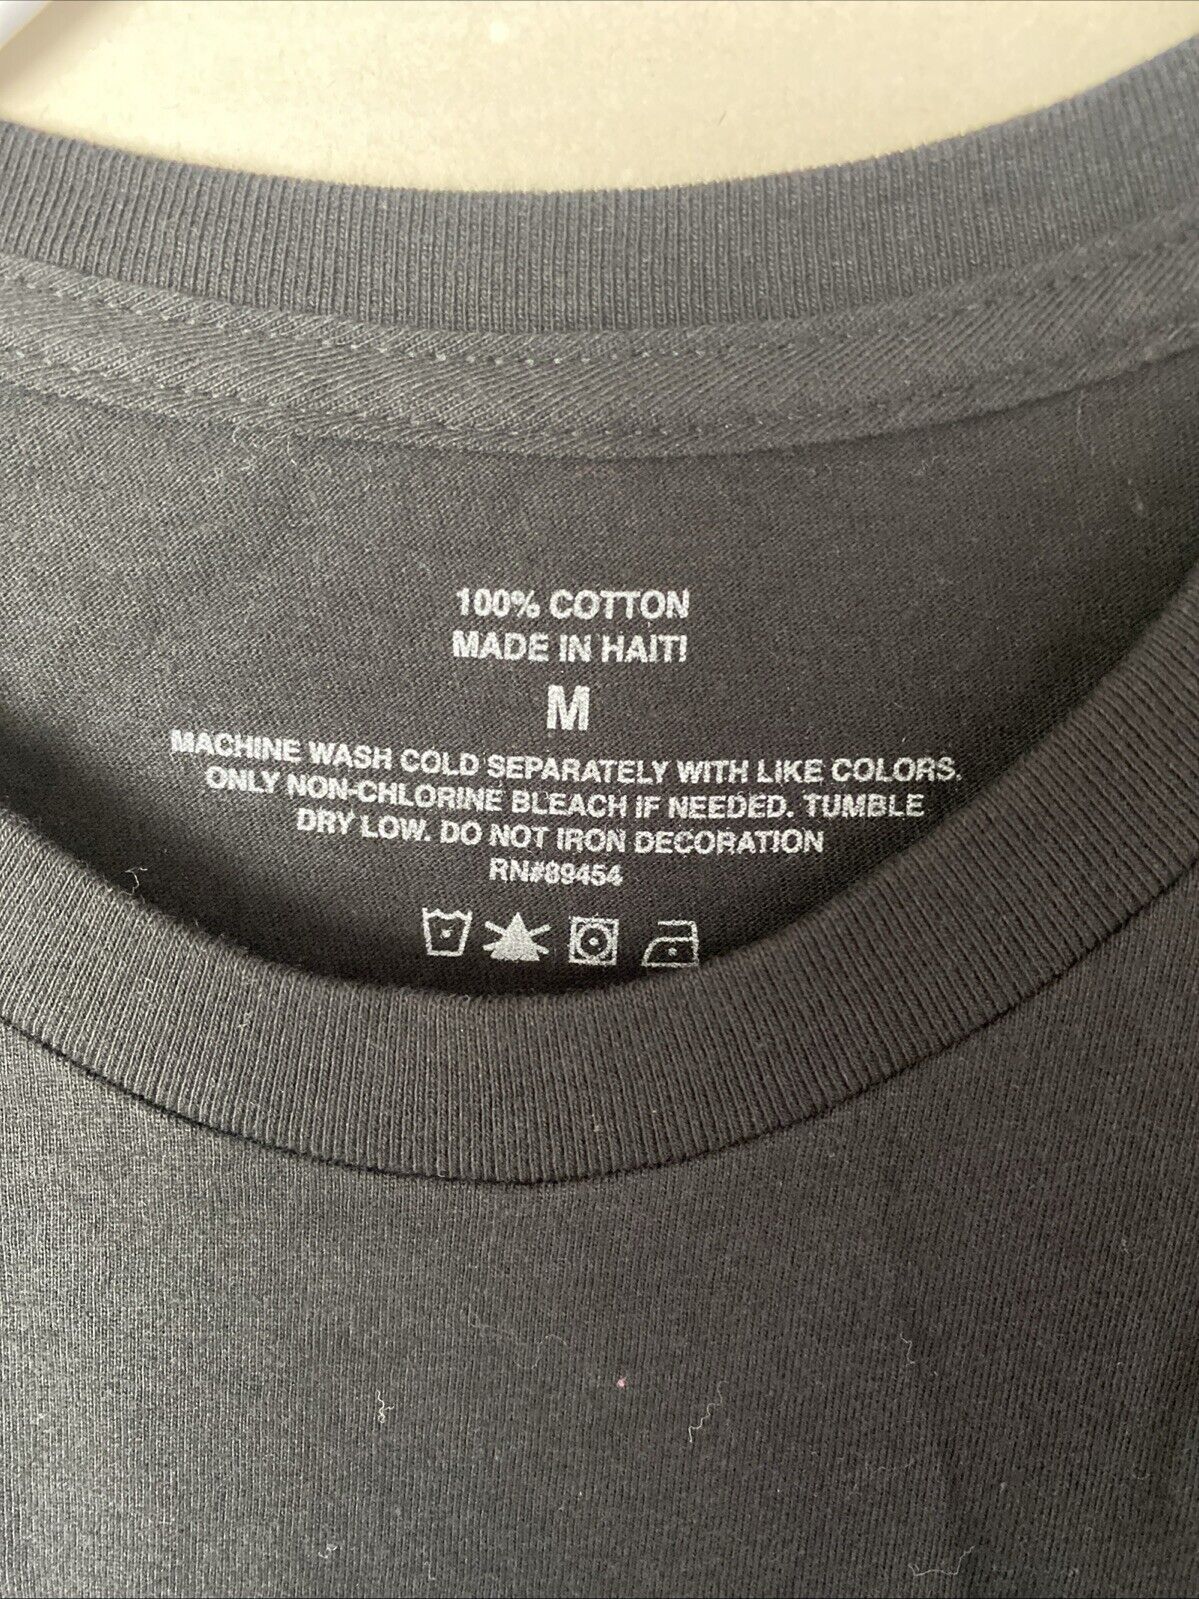 100% COTTON
MADE IN HAITI
M
MACHINE WASH COLD SEPARATELY WITH LIKE COLORS.
ONLY NON-CHLORINE BLEACH IF NEEDED. TUMBLE
DRY LOW. DO NOT IRON DECORATION
RN#89454